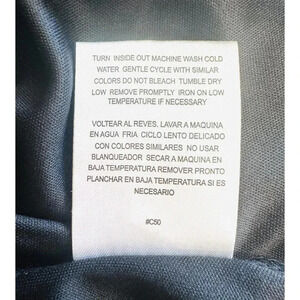 TURN INSIDE OUT MACHINE WASH COLD
WATER GENTLE CYCLE WITH SIMILAR
COLORS DO NOT BLEACH TUMBLE DRY
LOW REMOVE PROMPTLY IRON ON LOW
TEMPERATURE IF NECESSARY
VOLTEAR AL REVES, LAVAR A MAQUINA
EN AGUA FRIA CICLO LENTO DELICADO
CON COLORES SIMILARES NO USAR
BLANQUEADOR SECAR A MAQUINA EN
BAJA TEMPERATURA REMOVER PRONTO
PLANCHAR EN BAJA TEMPERATURA SI ES
NECESARIO
#C50